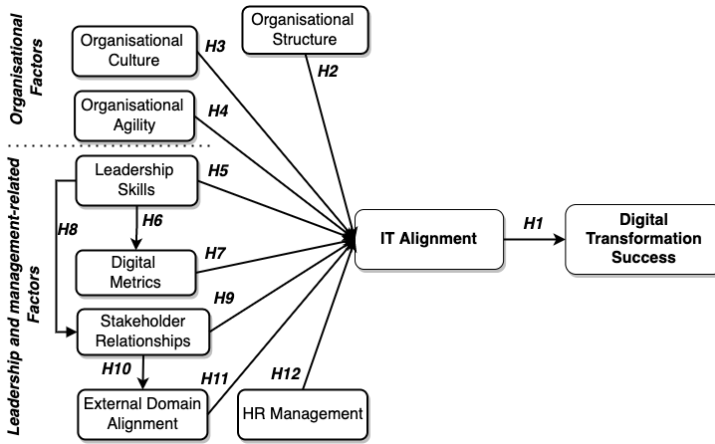 Organisational
Factors
Organisational
Culture
H3
Organisational
Structure
H2
Organisational
Agility
H4
Leadership and management-related
Factors
Leadership
Skills
H5
H8
H6
Digital
Metrics
H7
Stakeholder
Relationships
H9
H10
External Domain
Alignment
H11
H12
HR Management
IT Alignment
H1
Digital
Transformation
Success